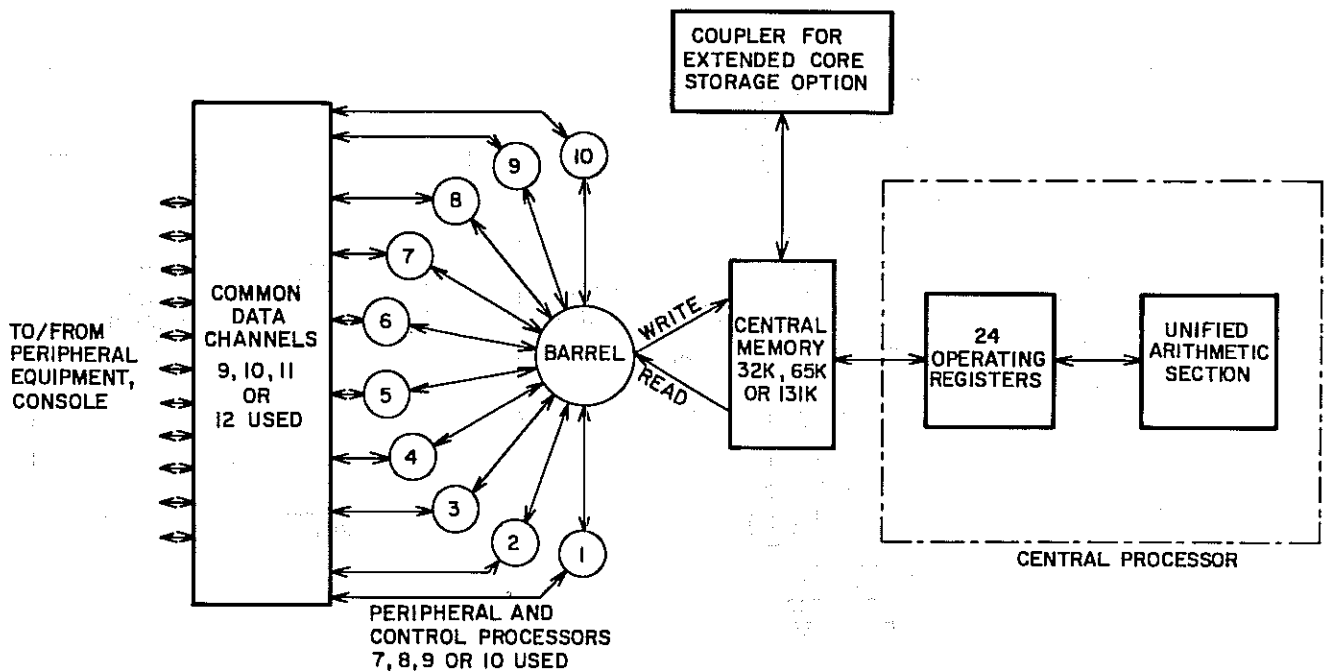 COUPLER FOR
EXTENDED CORE
STORAGE OPTION
TO/FROM
PERIPHERAL
EQUIPMENT,
CONSOLE
COMMON
DATA
CHANNELS
9, 10, 11
OR
12 USED
10
9
8
7
6
5
4
3
2
1
BARREL
WRITE
READ
CENTRAL
MEMORY
32K, 65K
OR 131K
24
OPERATING
REGISTERS
UNIFIED
ARITHMETIC
SECTION
CENTRAL PROCESSOR
PERIPHERAL AND
CONTROL PROCESSORS
7, 8, 9 OR 10 USED